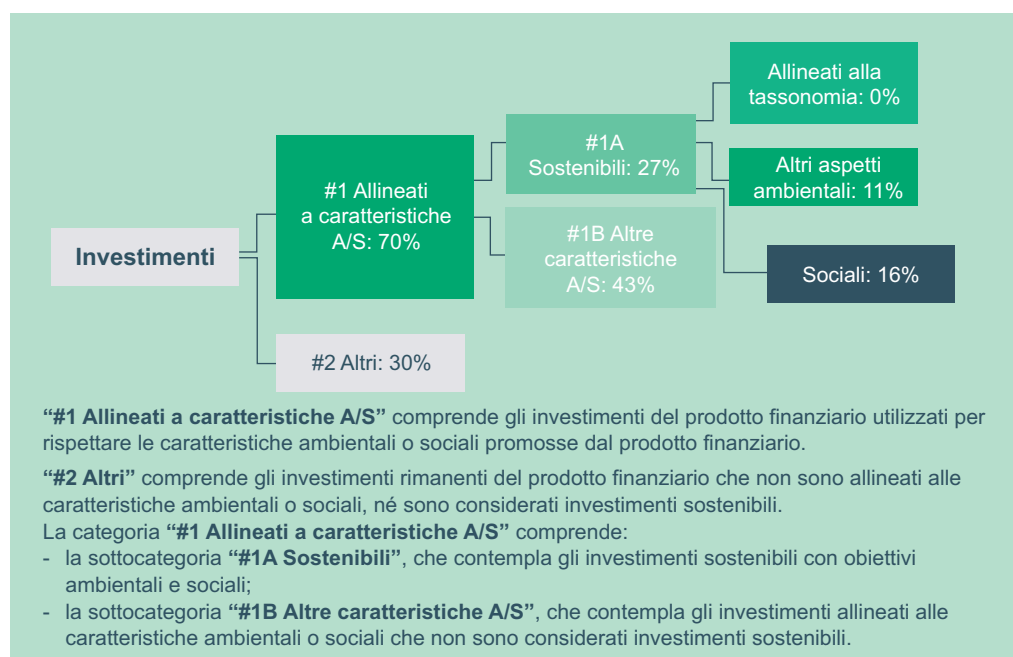 Allineati alla
tassonomia: 0%
#1A
Sostenibili: 27%
Altri aspetti
ambientali: 11%
#1 Allineati
a caratteristiche
A/S: 70%
#1B Altre
caratteristiche
A/S: 43%
Investimenti
Sociali: 16%
#2 Altri: 30%
“#1 Allineati a caratteristiche A/S” comprende gli investimenti del prodotto finanziario utilizzati per
rispettare le caratteristiche ambientali o sociali promosse dal prodotto finanziario.
“#2 Altri” comprende gli investimenti rimanenti del prodotto finanziario che non sono allineati alle
caratteristiche ambientali o sociali, né sono considerati investimenti sostenibili.
La categoria “#1 Allineati a caratteristiche A/S” comprende:
- la sottocategoria “#1A Sostenibili”, che contempla gli investimenti sostenibili con obiettivi
ambientali e sociali;
- la sottocategoria “#1B Altre caratteristiche A/S”, che contempla gli investimenti allineati alle
caratteristiche ambientali o sociali che non sono considerati investimenti sostenibili.